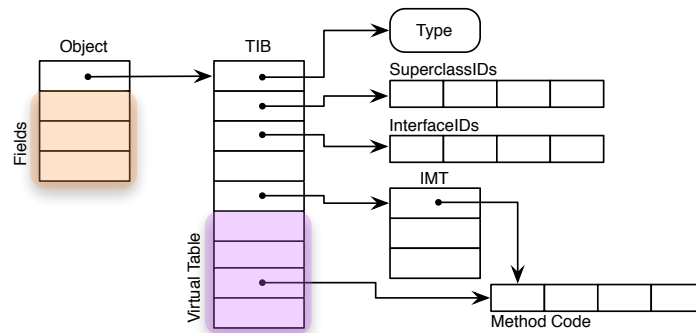 Object
TIB
Type
SuperclassIDs
InterfaceIDs
Fields
IMT
Virtual Table
Method Code